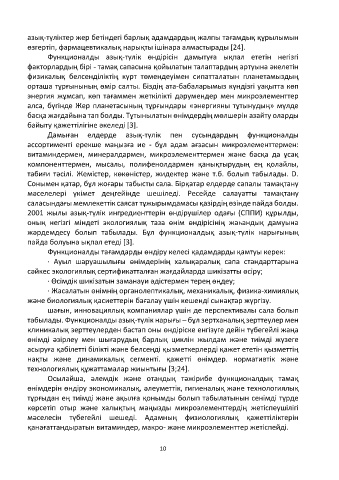 азық-түліктер жер бетіндегі барлық адамдардың жалпы тағамдық құрылымын
өзгертіп, фармацевтикалық нарықты ішінара алмастырады [24].
Функционалды азық-түлік өндірісін дамытуға ықпал ететін негізгі
факторлардың бірі - тамақ сапасына қойылатын талаптардың артуына әкелетін
физикалық белсенділіктің күрт төмендеуімен сипатталатын планетамыздың
орташа тұрғынының өмір салты. Біздің ата-бабаларымыз күндізгі уақытта көп
энергия жұмсап, көп тағаммен жеткілікті дәрумендер мен микроэлементтер
алса, бүгінде Жер планетасының тұрғындары «энергияны тұтынудың» мүлде
басқа жағдайына тап болды. Тұтынылатын өнімдердің мөлшерін азайту оларды
байыту қажеттілігіне әкеледі [3].
Дамыған елдерде азық-түлік пен сусындардың функционалды
ассортименті ерекше маңызға ие - бұл адам ағзасын микроэлементтермен:
витаминдермен, минералдармен, микроэлементтермен және басқа да ұсақ
компоненттермен, мысалы, полифенолдармен қанықтырудың ең қолайлы,
табиғи тәсілі. Жемістер, көкөністер, жидектер және т.б. болып табылады. D.
Сонымен қатар, бұл жоғары табысты сала. Бірқатар елдерде сапалы тамақтану
мәселелері үкімет деңгейінде шешіледі. Ресейде салауатты тамақтану
саласындағы мемлекеттік саясат тұжырымдамасы қазірдің өзінде пайда болды.
2001 жылы азық-түлік ингредиенттерін өндірушілер одағы (СППИ) құрылды,
оның негізгі міндеті экологиялық таза өнім өндірісінің жаһандық дамуына
жәрдемдесу болып табылады. Бұл функционалдық азық-түлік нарығының
пайда болуына ықпал етеді [3].
Функционалды тағамдарды өндіру келесі қадамдарды қамтуы керек:
· Ауыл шаруашылығы өнімдерінің халықаралық сапа стандарттарына
сәйкес экологиялық сертификатталған жағдайларда шикізатты өсіру;
· Өсімдік шикізатын заманауи әдістермен терең өңдеу;
· Жасалатын өнімнің органолептикалық, механикалық, физика-химиялық
және биологиялық қасиеттерін бағалау үшін кешенді сынақтар жүргізу.
шағын, инновациялық компаниялар үшін де перспективалы сала болып
табылады. Функционалды азық-түлік нарығы – бұл зертханалық зерттеулер мен
клиникалық зерттеулерден бастап оны өндіріске енгізуге дейін түбегейлі жаңа
өнімді әзірлеу мен шығарудың барлық циклін жылдам және тиімді жүзеге
асыруға қабілетті білікті және белсенді қызметкерлерді қажет ететін қызметтің
нақты және динамикалық сегменті. қажетті өнімдер. нормативтік және
технологиялық құжаттамалар жиынтығы [3;24].
Осылайша, әлемдік және отандық тәжірибе функционалдық тамақ
өнімдерін өндіру экономикалық, әлеуметтік, гигиеналық және технологиялық
тұрғыдан ең тиімді және ақылға қонымды болып табылатынын сенімді түрде
көрсетіп отыр және халықтың маңызды микроэлементтердің жетіспеушілігі
мәселесін түбегейлі шешеді. Адамның физиологиялық қажеттіліктерін
қанағаттандыратын витаминдер, макро- және микроэлементтер жетіспейді.
10